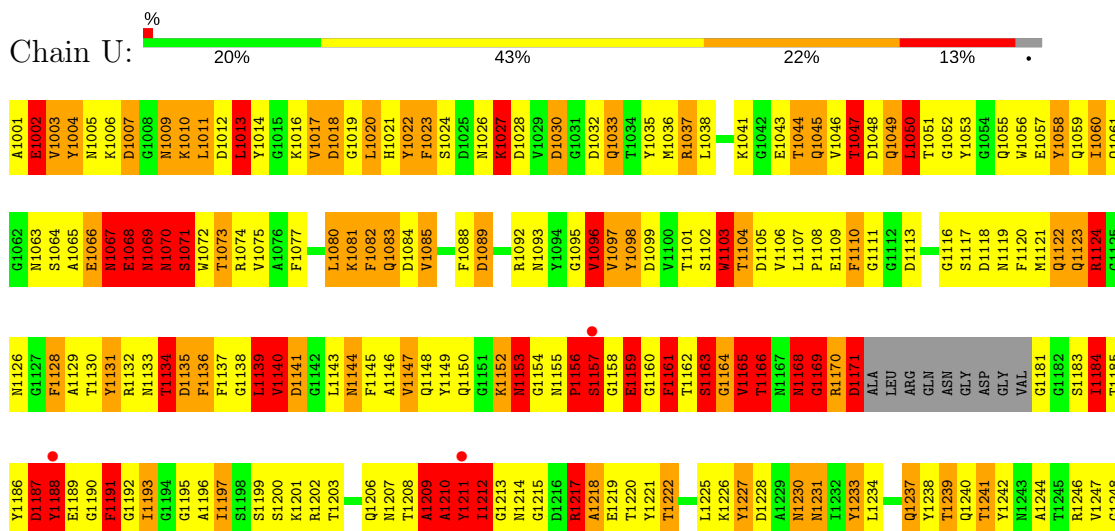 Chain U:
%
20% 43% 22% 13% •
A1001 E1002 V1003 Y1004 N1005 K1006 D1007 G1008 N1009 K1010 L1011 D1012 L1013 Y1014 G1015 K1016 V1017 D1018 G1019 L1020 H1021 Y1022 F1023 S1024 D1025 N1026 K1027 D1028 V1029 D1030 G1031 D1032 Q1033 T1034 Y1035 M1036 R1037 L1038 K1041 G1042 E1043 T1044 Q1045 V1046 T1047 D1048 Q1049 L1050 T1051 G1052 Y1053 G1054 Q1055 W1056 E1057 Y1058 Q1059 I1060
G1062 N1063 S1064 A1065 E1066 N1067 E1068 N1069 N1070 S1071 W1072 T1073 R1074 V1075 A1076 F1077 L1080 K1081 F1082 Q1083 D1084 V1085 F1088 D1089 R1092 N1093 Y1094 G1095 V1096 V1097 Y1098 D1099 V1100 T1101 S1102 W1103 T1104 D1105 V1106 L1107 P1108 E1109 F1110 G1111 G1112 D1113 G1116 S1117 D1118 N1119 F1120 M1121 Q1122 Q1123 R1124 G1125
N1126 G1127 F1128 A1129 T1130 Y1131 R1132 N1133 T1134 D1135 F1136 F1137 G1138 L1139 V1140 D1141 G1142 L1143 N1144 F1145 A1146 V1147 Q1148 Y1149 Q1150 G1151 K1152 N1153 G1154 N1155 P1156 S1157 G1158 E1159 G1160 F1161 T1162 S1163 G1164 V1165 T1166 N1167 N1168 G1169 R1170 D1171 ALA LEU ARG GLN ASN GLY ASP GLY VAL G1181 G1182 S1183 I1184 T1185
Y1186 D1187 Y1188 E1189 G1190 F1191 G1192 I1193 G1194 G1195 A1196 I1197 S1198 S1199 S1200 K1201 R1202 T1203 Q1206 N1207 T1208 A1209 A1210 Y1211 I1212 G1213 N1214 G1215 D1216 R1217 A1218 E1219 T1220 Y1221 T1222 L1225 K1226 Y1227 D1228 A1229 N1230 N1231 I1232 Y1233 L1234 Q1237 Y1238 T1239 Q1240 T1241 Y1242 N1243 A1244 T1245 R1246 V1247